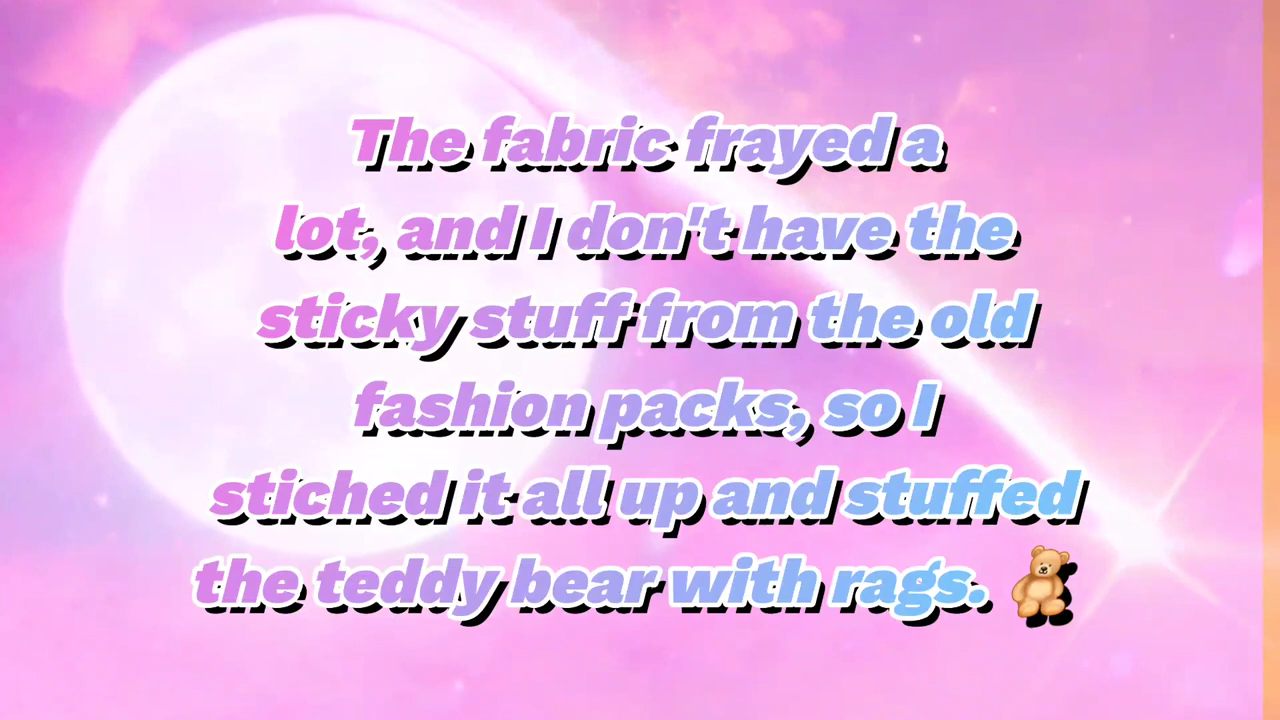 The fabric frayed a
lot, and I don't have the
sticky stuff from the old
fashion packs, so I
stiched it all up and stuffed
the teddy bear with rags. 🧸